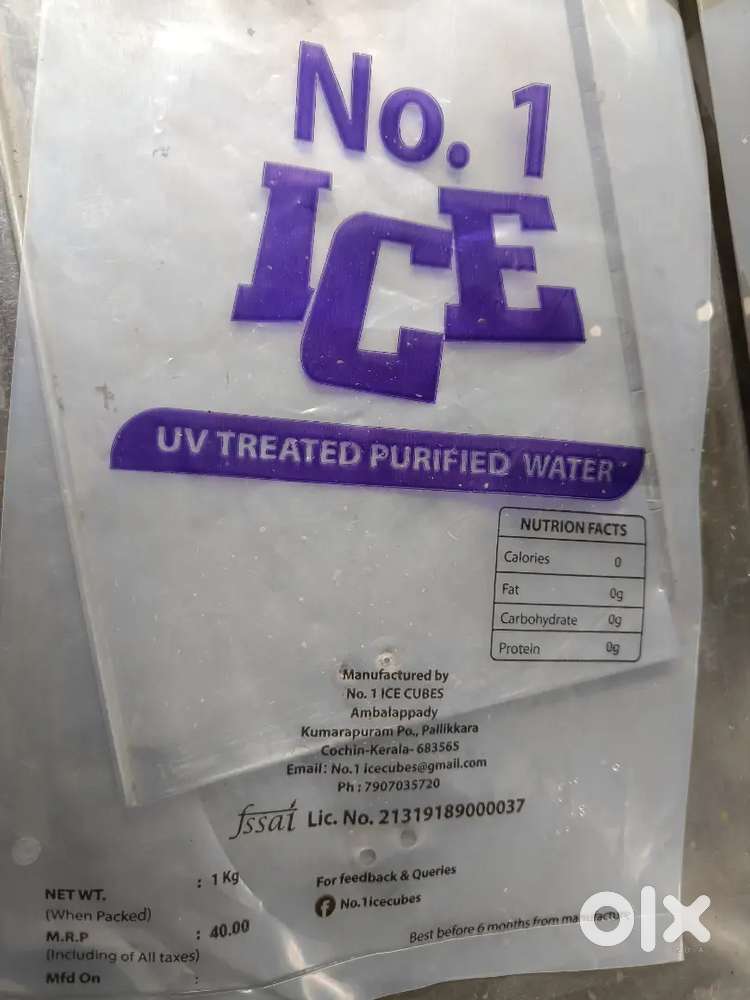 No. 1
ICE
UV TREATED PURIFIED WATER
NUTRION FACTS
Calories 0
Fat 0g
Carbohydrate 0g
Protein 0g
Manufactured by
No. 1 ICE CUBES
Ambalappady
Kumarapuram Po., Pallikkara
Cochin-Kerala- 683565
Email: No.1 icecubes@gmail.com
Ph : 7907035720
fssai Lic. No. 21319189000037
NET WT. : 1 Kg
(When Packed)
M.R.P : 40.00
(Including of All taxes)
Mfd On :
For feedback & Queries
No.1icecubes
Best before 6 months from manufacture
olx